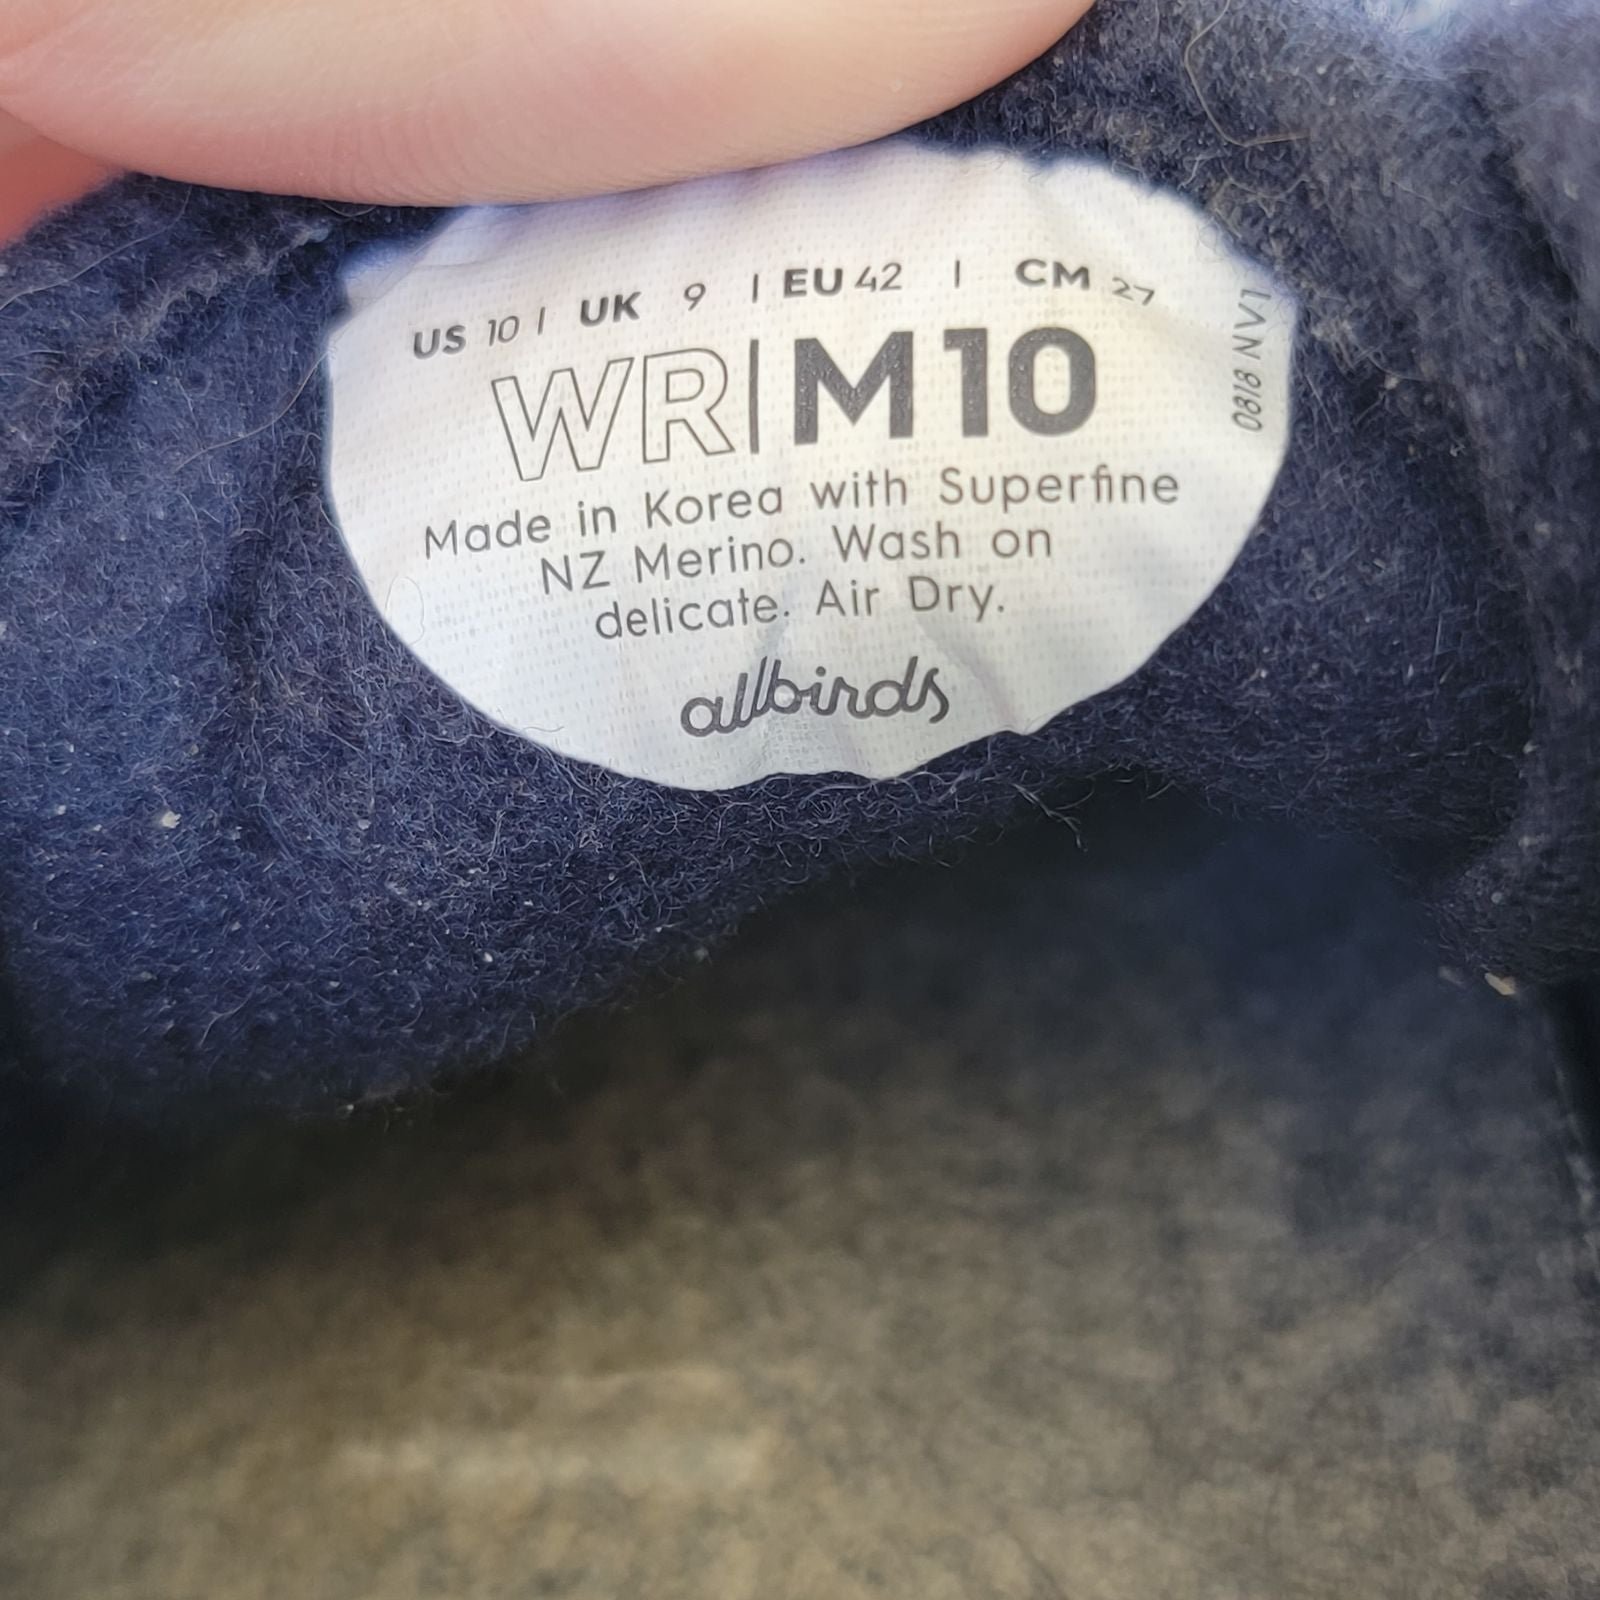 US 10 | UK 9 | EU 42 | CM 27
WR|M10
Made in Korea with Superfine
NZ Merino. Wash on
delicate. Air Dry.
allbirds
0818 NV1